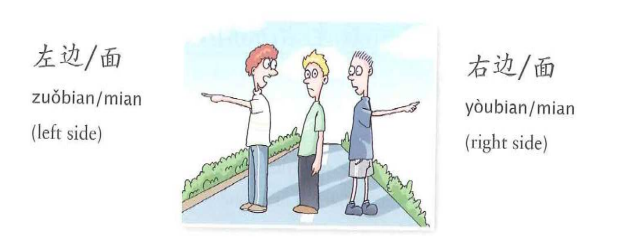 左边/面
zuǒbian/mian
(left side)
右边/面
yòubian/mian
(right side)